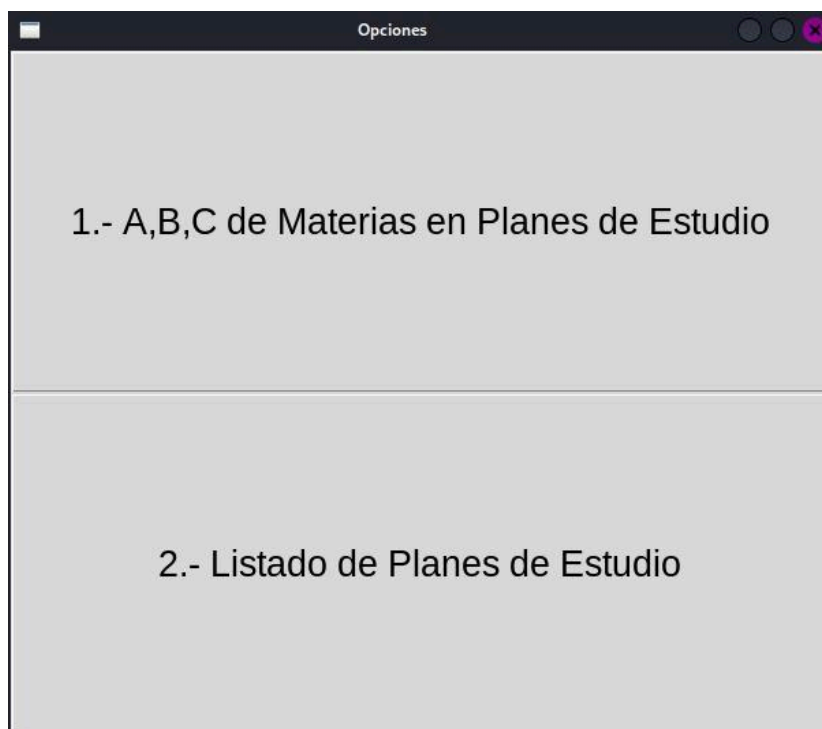 Opciones
1.- A,B,C de Materias en Planes de Estudio
2.- Listado de Planes de Estudio